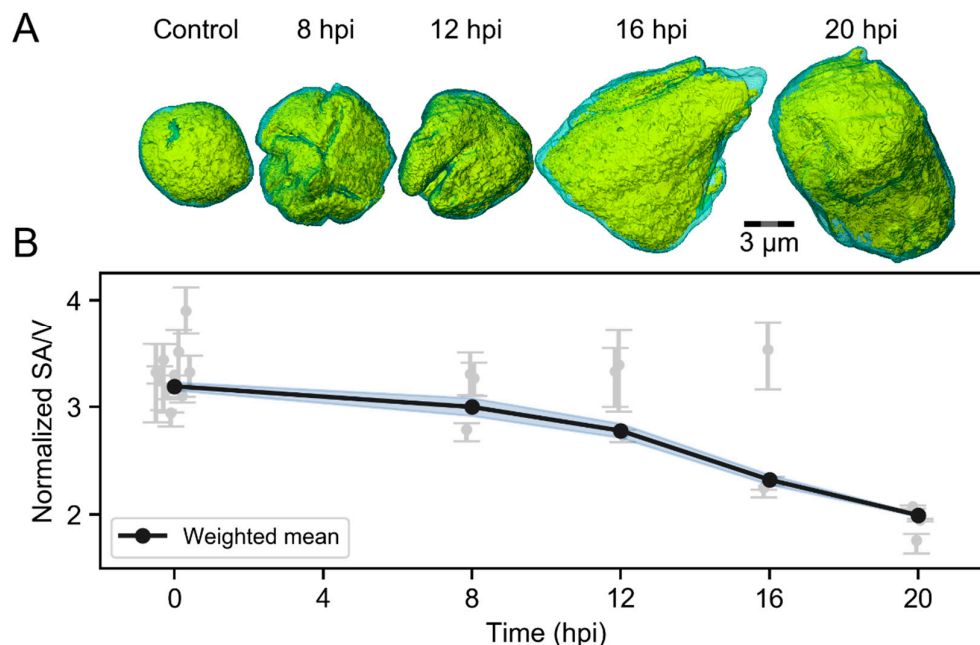 A
Control 8 hpi 12 hpi 16 hpi 20 hpi
3 µm
B
Normalized SA/V
4
3
2
Weighted mean
0 4 8 12 16 20
Time (hpi)